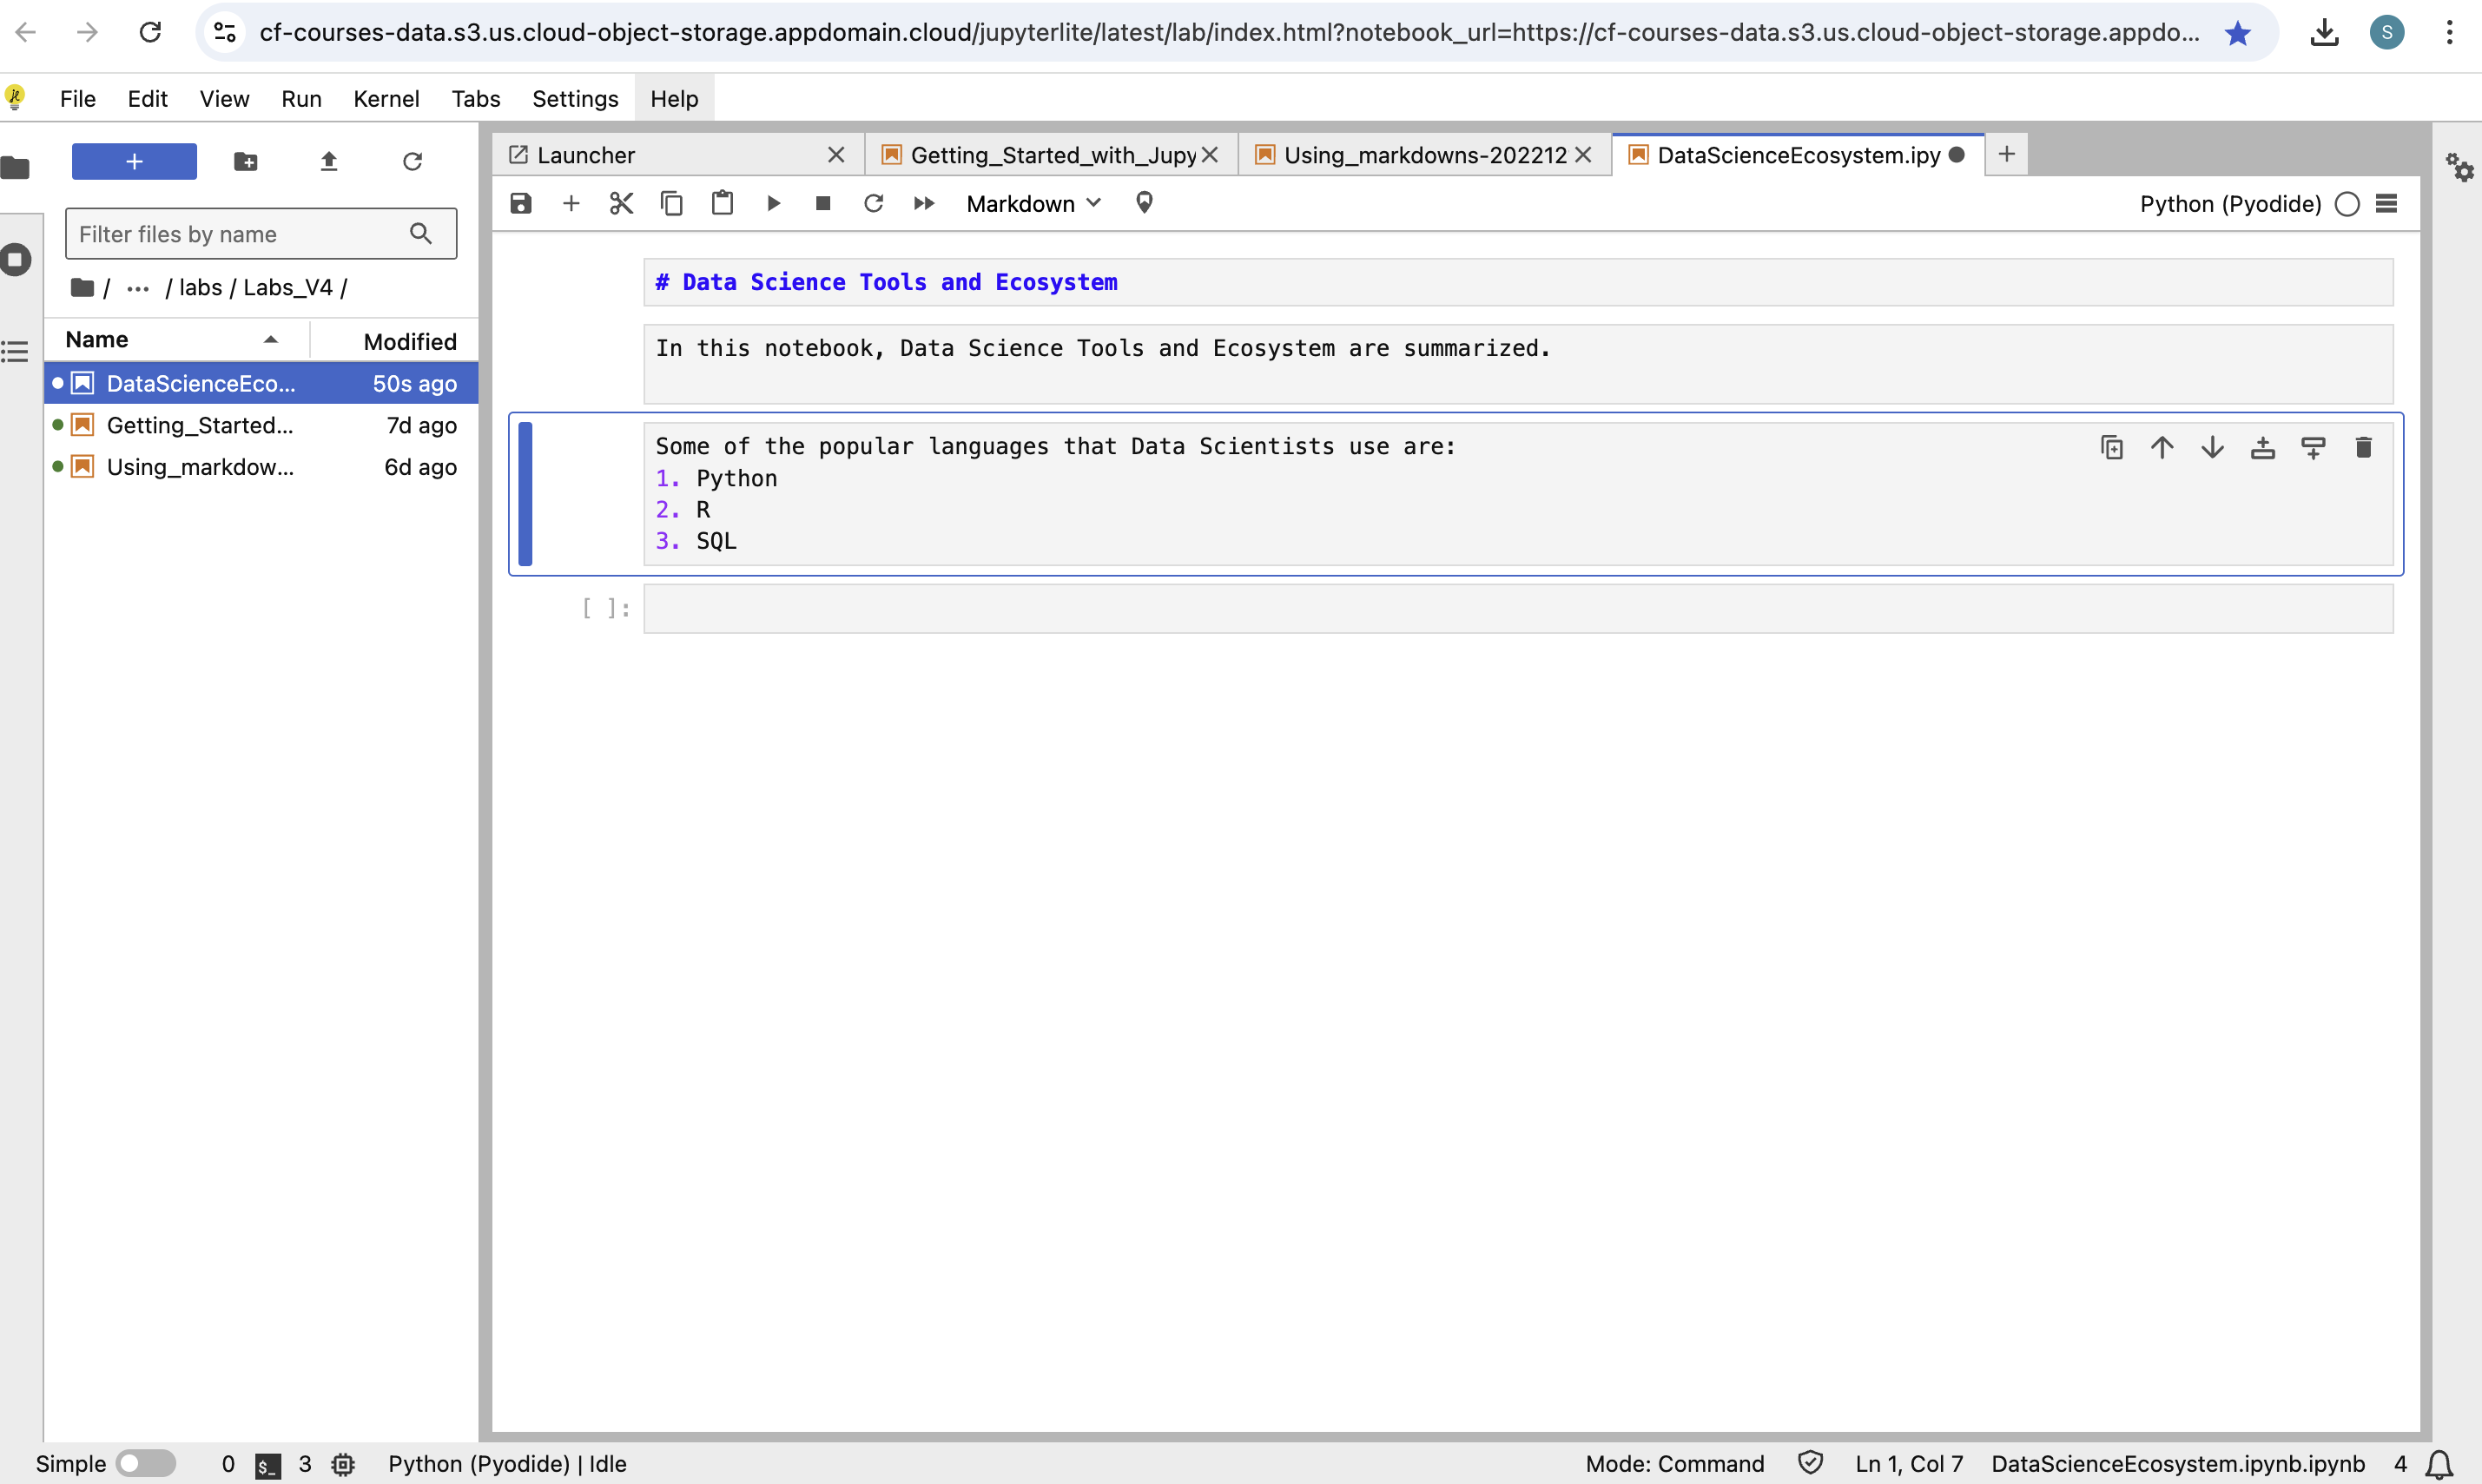 cf-courses-data.s3.us.cloud-object-storage.appdomain.cloud/jupyterlite/latest/lab/index.html?notebook_url=https://cf-courses-data.s3.us.cloud-object-storage.appdo...
S
File Edit View Run Kernel Tabs Settings Help
Launcher
Getting_Started_with_Jupy
Using_markdowns-202212
DataScienceEcosystem.ipy
Markdown
Python (Pyodide)
Filter files by name
/ ... / labs / Labs_V4 /
Name Modified
DataScienceEco... 50s ago
Getting_Started... 7d ago
Using_markdow... 6d ago
# Data Science Tools and Ecosystem
In this notebook, Data Science Tools and Ecosystem are summarized.
Some of the popular languages that Data Scientists use are:
1. Python
2. R
3. SQL
[ ]:
Simple 0 $_ 3 Python (Pyodide) | Idle Mode: Command Ln 1, Col 7 DataScienceEcosystem.ipynb.ipynb 4